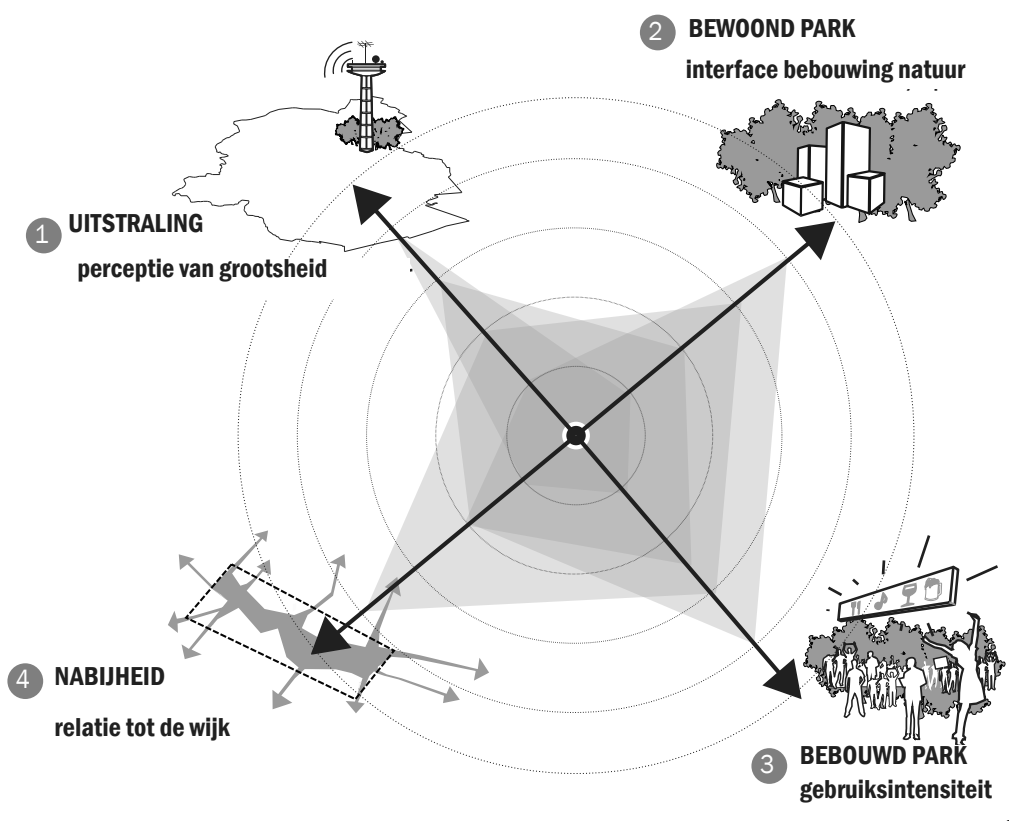 1 UITSTRALING
perceptie van grootsheid
2 BEWOOND PARK
interface bebouwing natuur
3 BEBOUWD PARK
gebruiksintensiteit
4 NABIJHEID
relatie tot de wijk